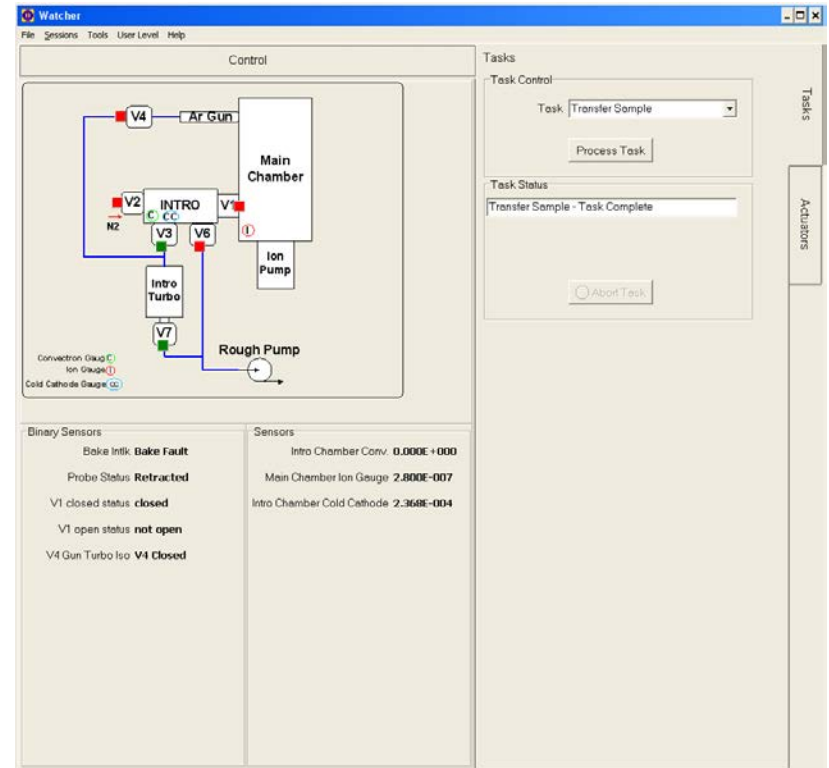 Watcher
File Sessions Tools User Level Help
Control
V4
Ar Gun
Main
Chamber
V2
INTRO
V1
C CC
N2
V3
V6
I
Ion
Pump
Intro
Turbo
V7
Rough Pump
Convectron Gaug C
Ion Gauge I
Cold Cathode Gauge CC
Binary Sensors
Bake Intlk Bake Fault
Probe Status Retracted
V1 closed status closed
V1 open status not open
V4 Gun Turbo Iso V4 Closed
Sensors
Intro Chamber Conv. 0.000E+000
Main Chamber Ion Gauge 2.800E-007
Intro Chamber Cold Cathode 2.368E-004
Tasks
Task Control
Task Transfer Sample
Process Task
Task Status
Transfer Sample - Task Complete
Abort Task
Tasks
Actuators